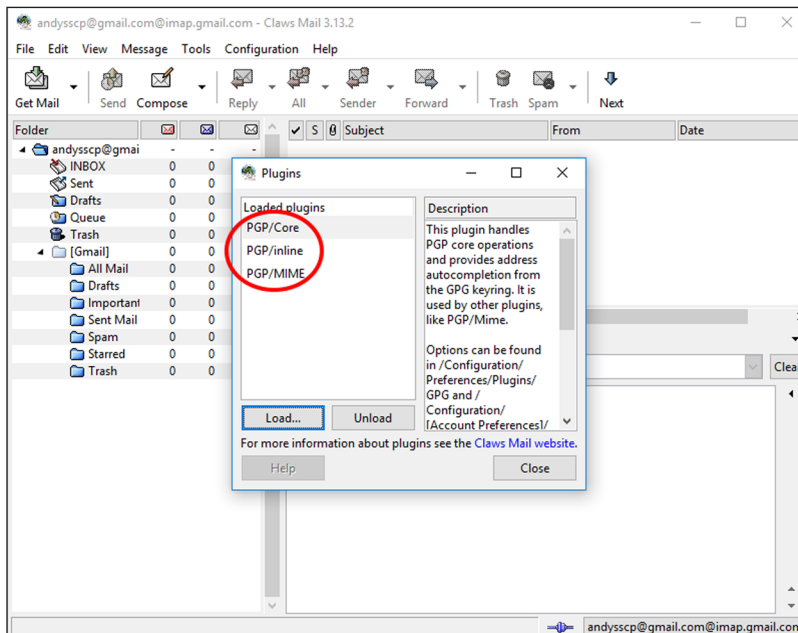 andysscp@gmail.com@imap.gmail.com - Claws Mail 3.13.2
File Edit View Message Tools Configuration Help
Get Mail Send Compose Reply All Sender Forward Trash Spam Next
Folder
S Subject From Date
andysscp@gmai - - -
INBOX 0 0
Sent 0 0
Drafts 0 0
Queue 0 0
Trash 0 0
[Gmail] 0 0
All Mail 0 0
Drafts 0 0
Important 0 0
Sent Mail 0 0
Spam 0 0
Starred 0 0
Trash 0 0
Plugins
Loaded plugins
PGP/Core
PGP/inline
PGP/MIME
Description
This plugin handles
PGP core operations
and provides address
autocompletion from
the GPG keyring. It is
used by other plugins,
like PGP/Mime.
Options can be found
in /Configuration/
Preferences/Plugins/
GPG and /
Configuration/
[Account Preferences]/
Load... Unload
For more information about plugins see the Claws Mail website.
Help Close
Clear
andysscp@gmail.com@imap.gmail.com